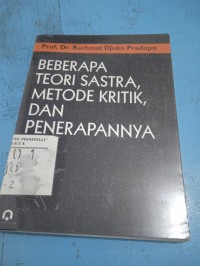 Prof. Dr. Rachmat Djoko Pradopo
BEBERAPA
TEORI SASTRA,
METODE KRITIK,
DAN
PENERAPANNYA